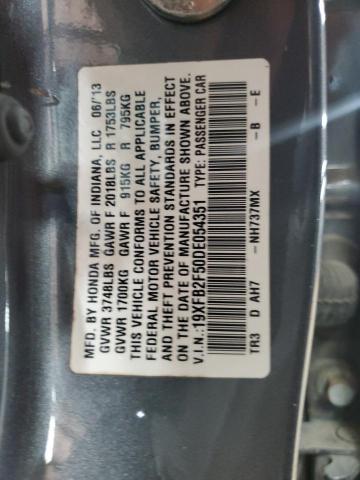 MFD. BY HONDA MFG. OF INDIANA, LLC 06/13
GVWR 3748LBS GAWR F 2018LBS R 1753LBS
GVWR 1700KG GAWR F 915KG R 795KG
THIS VEHICLE CONFORMS TO ALL APPLICABLE
FEDERAL MOTOR VEHICLE SAFETY, BUMPER,
AND THEFT PREVENTION STANDARDS IN EFFECT
ON THE DATE OF MANUFACTURE SHOWN ABOVE.
V.I.N.:19XFB2F50DE054351 TYPE: PASSENGER CAR
TR3 D AH7 -NH737MX -B -E